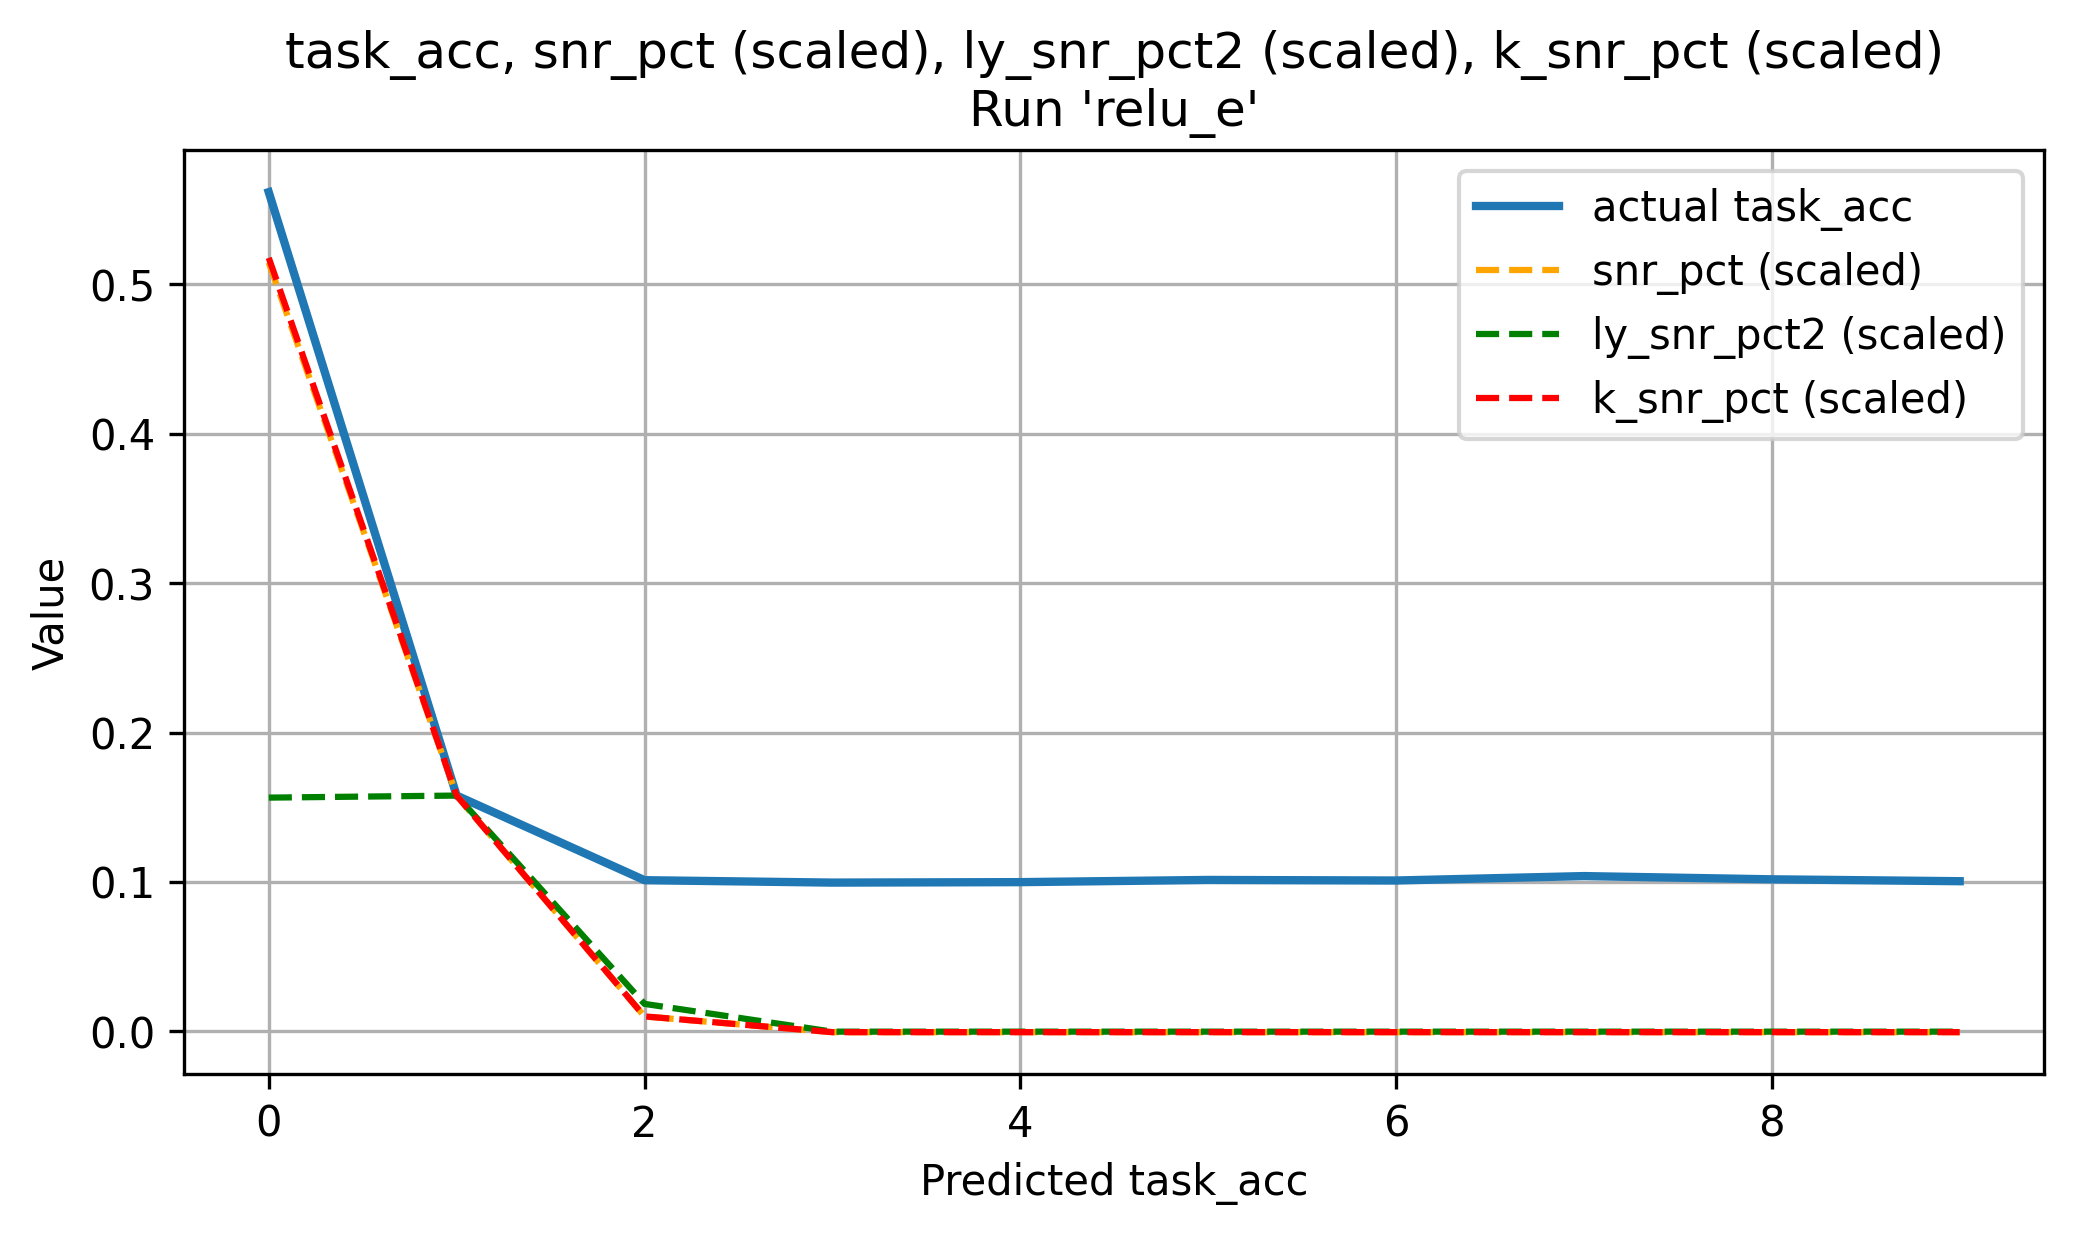 task_acc, snr_pct (scaled), ly_snr_pct2 (scaled), k_snr_pct (scaled)
Run 'relu_e'
actual task_acc
snr_pct (scaled)
ly_snr_pct2 (scaled)
k_snr_pct (scaled)
Value
0.5
0.4
0.3
0.2
0.1
0.0
0 2 4 6 8
Predicted task_acc